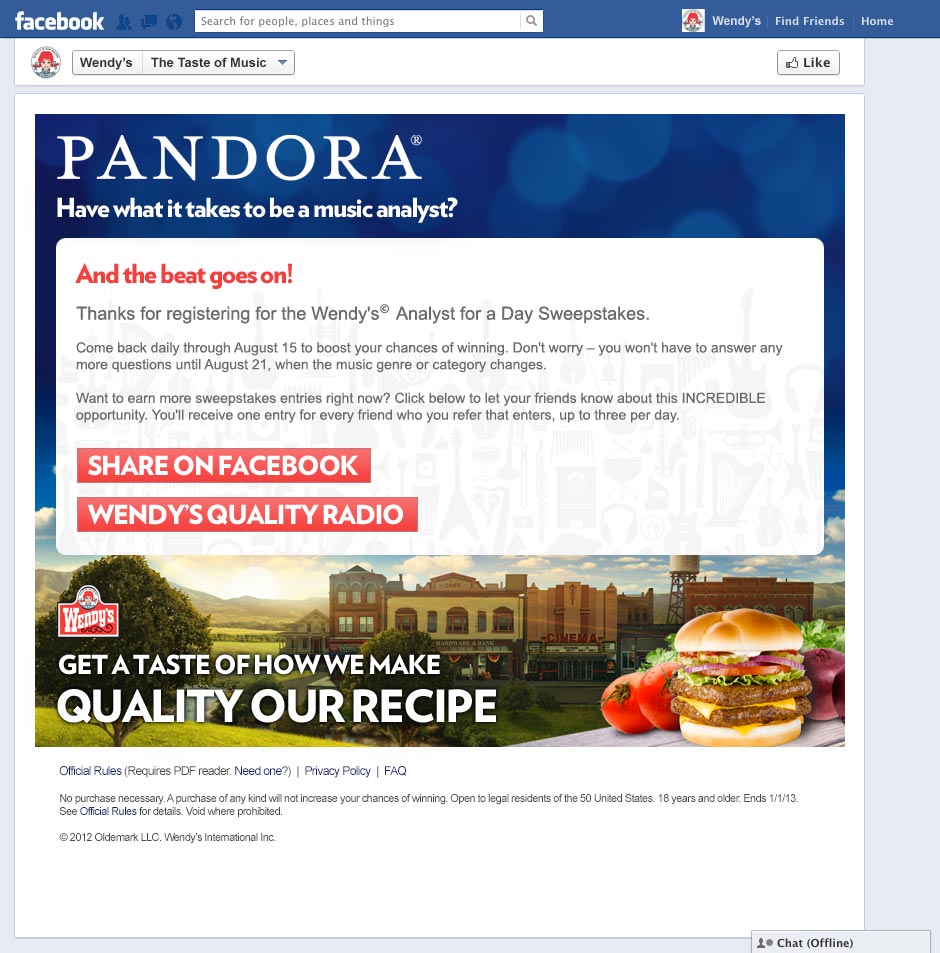 facebook
Search for people, places and things
Wendy's
Find Friends
Home
Wendy's
The Taste of Music
Like
PANDORA®
Have what it takes to be a music analyst?
And the beat goes on!
Thanks for registering for the Wendy's© Analyst for a Day Sweepstakes.
Come back daily through August 15 to boost your chances of winning. Don't worry – you won't have to answer any
more questions until August 21, when the music genre or category changes.
Want to earn more sweepstakes entries right now? Click below to let your friends know about this INCREDIBLE
opportunity. You'll receive one entry for every friend who you refer that enters, up to three per day.
SHARE ON FACEBOOK
WENDY'S QUALITY RADIO
HARDWARE & BANK
CINEMA
Wendy's
GET A TASTE OF HOW WE MAKE
QUALITY OUR RECIPE
Official Rules (Requires PDF reader. Need one?) | Privacy Policy | FAQ
No purchase necessary. A purchase of any kind will not increase your chances of winning. Open to legal residents of the 50 United States. 18 years and older. Ends 1/1/13.
See Official Rules for details. Void where prohibited.
© 2012 Oldemark LLC. Wendy's International Inc.
Chat (Offline)